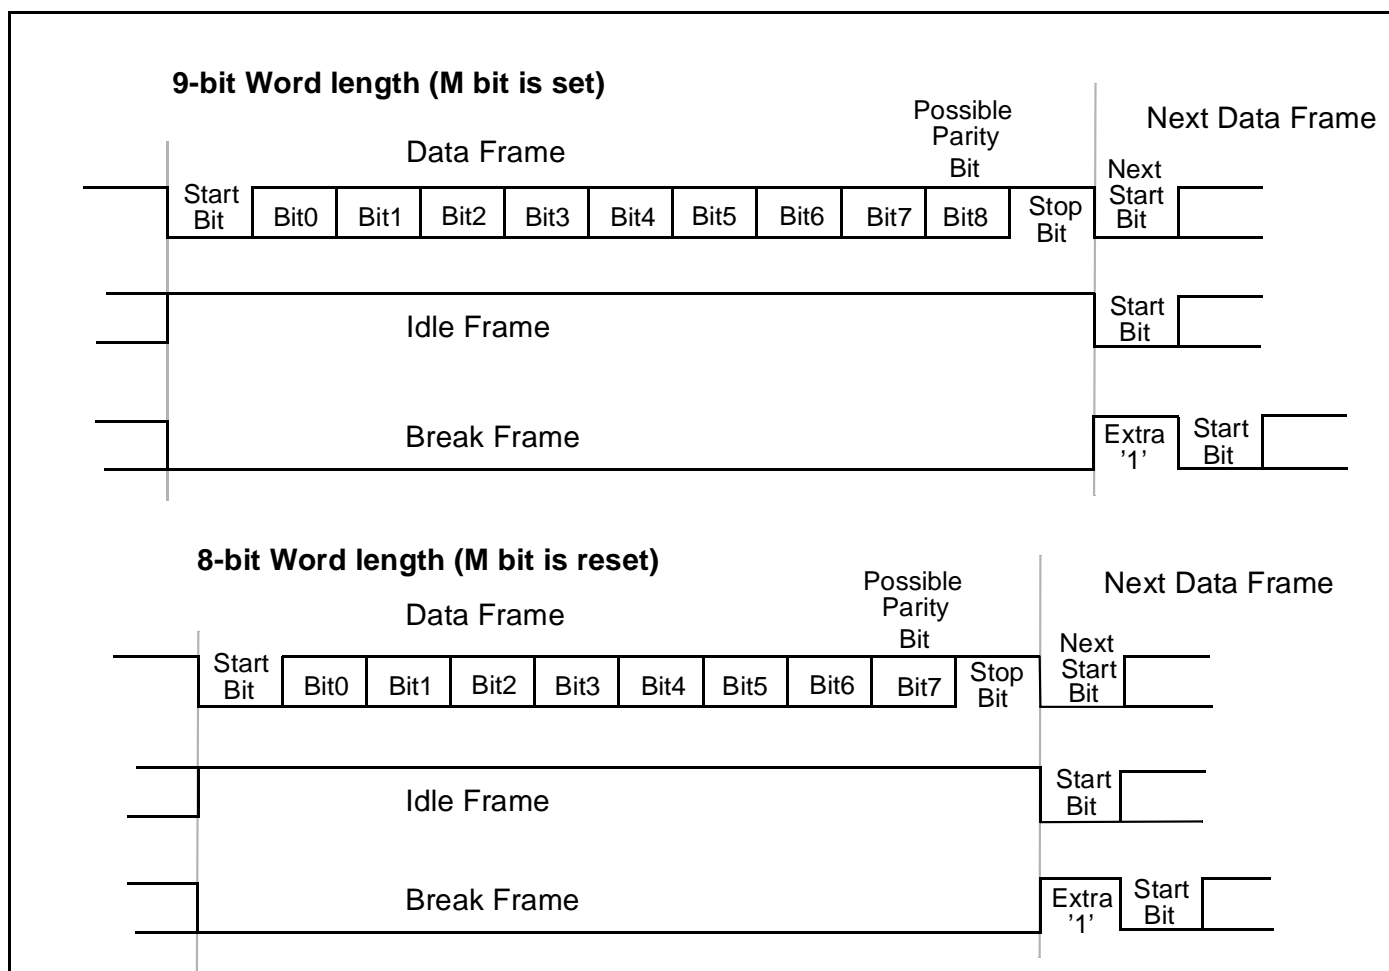 9-bit Word length (M bit is set)
Possible
Parity
Bit
Next Data Frame
Data Frame
Next
Start
Bit
Start
Bit
Bit0
Bit1
Bit2
Bit3
Bit4
Bit5
Bit6
Bit7
Bit8
Stop
Bit
Idle Frame
Start
Bit
Break Frame
Extra
’1’
Start
Bit
8-bit Word length (M bit is reset)
Possible
Parity
Bit
Next Data Frame
Data Frame
Next
Start
Bit
Start
Bit
Bit0
Bit1
Bit2
Bit3
Bit4
Bit5
Bit6
Bit7
Stop
Bit
Idle Frame
Start
Bit
Break Frame
Extra
’1’
Start
Bit